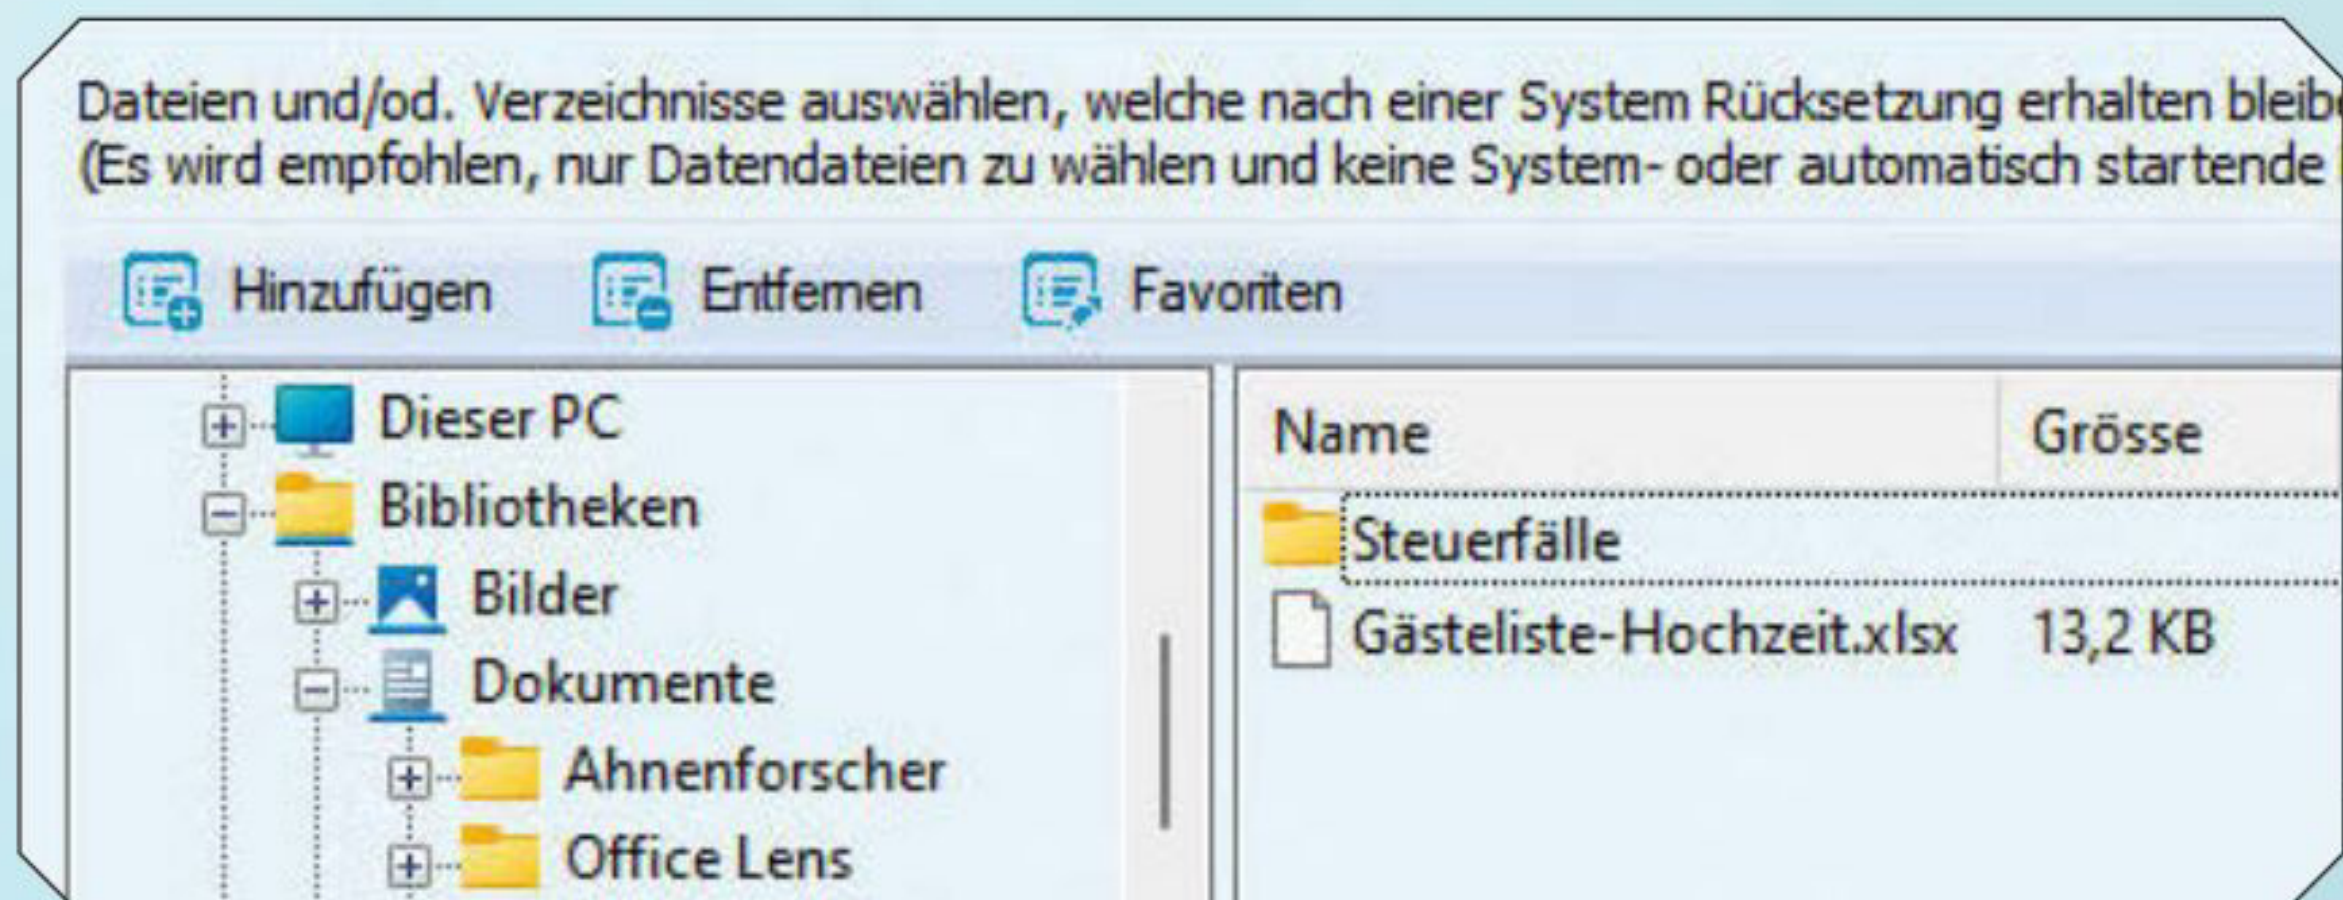 Dateien und/od. Verzeichnisse auswählen, welche nach einer System Rücksetzung erhalten bleib
(Es wird empfohlen, nur Datendateien zu wählen und keine System- oder automatisch startende
Hinzufügen Entfernen Favoriten
Dieser PC
Bibliotheken
Bilder
Dokumente
Ahnenforscher
Office Lens
Name Grösse
Steuerfälle
Gästeliste-Hochzeit.xlsx 13,2 KB